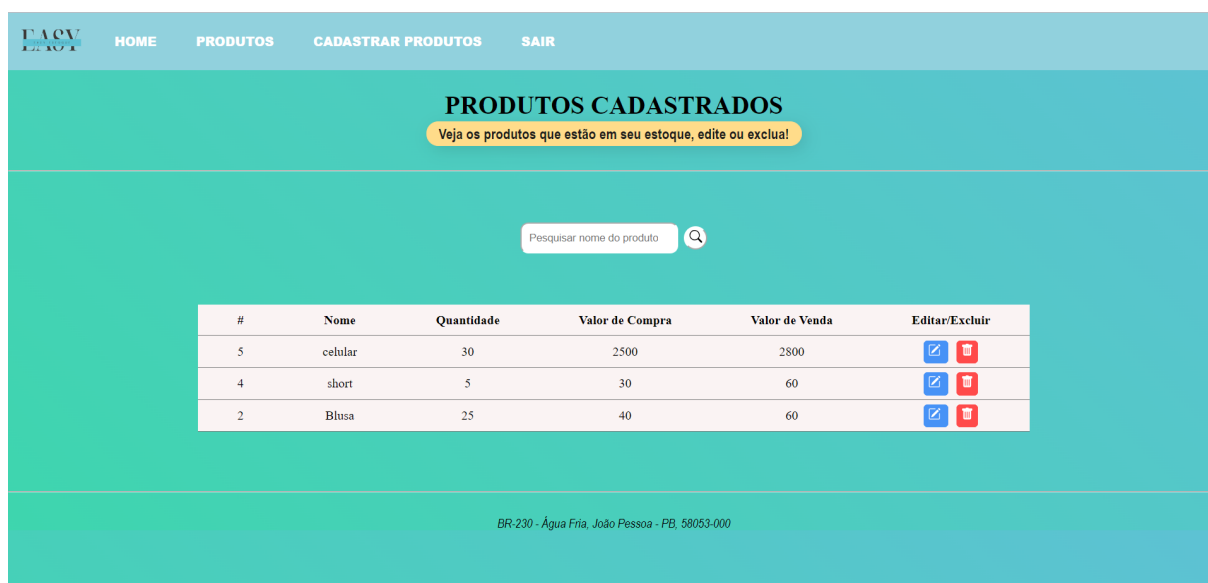 EASY
HOME PRODUTOS CADASTRAR PRODUTOS SAIR
PRODUTOS CADASTRADOS
Veja os produtos que estão em seu estoque, edite ou exclua!
Pesquisar nome do produto
# Nome Quantidade Valor de Compra Valor de Venda Editar/Excluir
5 celular 30 2500 2800
4 short 5 30 60
2 Blusa 25 40 60
BR-230 - Água Fria, João Pessoa - PB, 58053-000